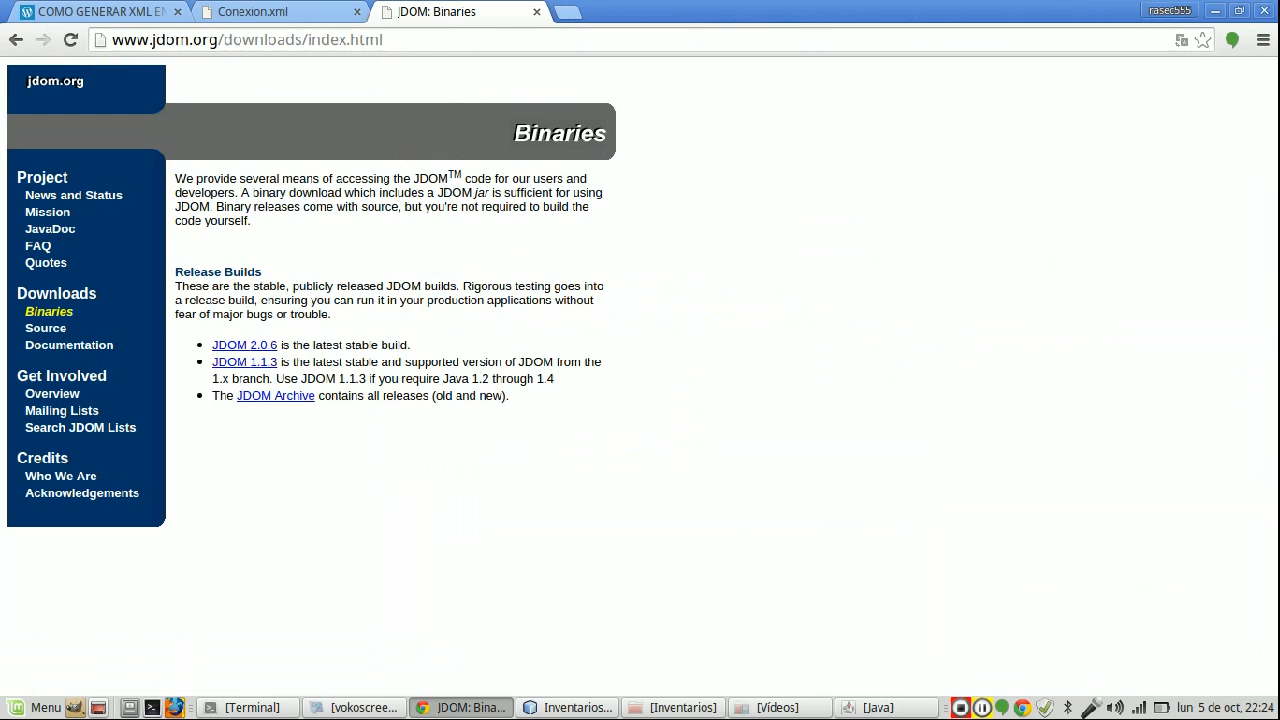 COMO GENERAR XML EN
Conexion.xml
JDOM: Binaries
rasec555
www.jdom.org/downloads/index.html
jdom.org
Binaries
Project
News and Status
Mission
JavaDoc
FAQ
Quotes
Downloads
Binaries
Source
Documentation
Get Involved
Overview
Mailing Lists
Search JDOM Lists
Credits
Who We Are
Acknowledgements
We provide several means of accessing the JDOMTM code for our users and
developers. A binary download which includes a JDOM jar is sufficient for using
JDOM. Binary releases come with source, but you're not required to build the
code yourself.
Release Builds
These are the stable, publicly released JDOM builds. Rigorous testing goes into
a release build, ensuring you can run it in your production applications without
fear of major bugs or trouble.
• JDOM 2.0.6 is the latest stable build.
• JDOM 1.1.3 is the latest stable and supported version of JDOM from the
1.x branch. Use JDOM 1.1.3 if you require Java 1.2 through 1.4
• The JDOM Archive contains all releases (old and new).
Menu [Terminal] [vokoscree... JDOM: Bina... Inventarios... [Inventarios] [Vídeos] [Java] lun 5 de oct, 22:24